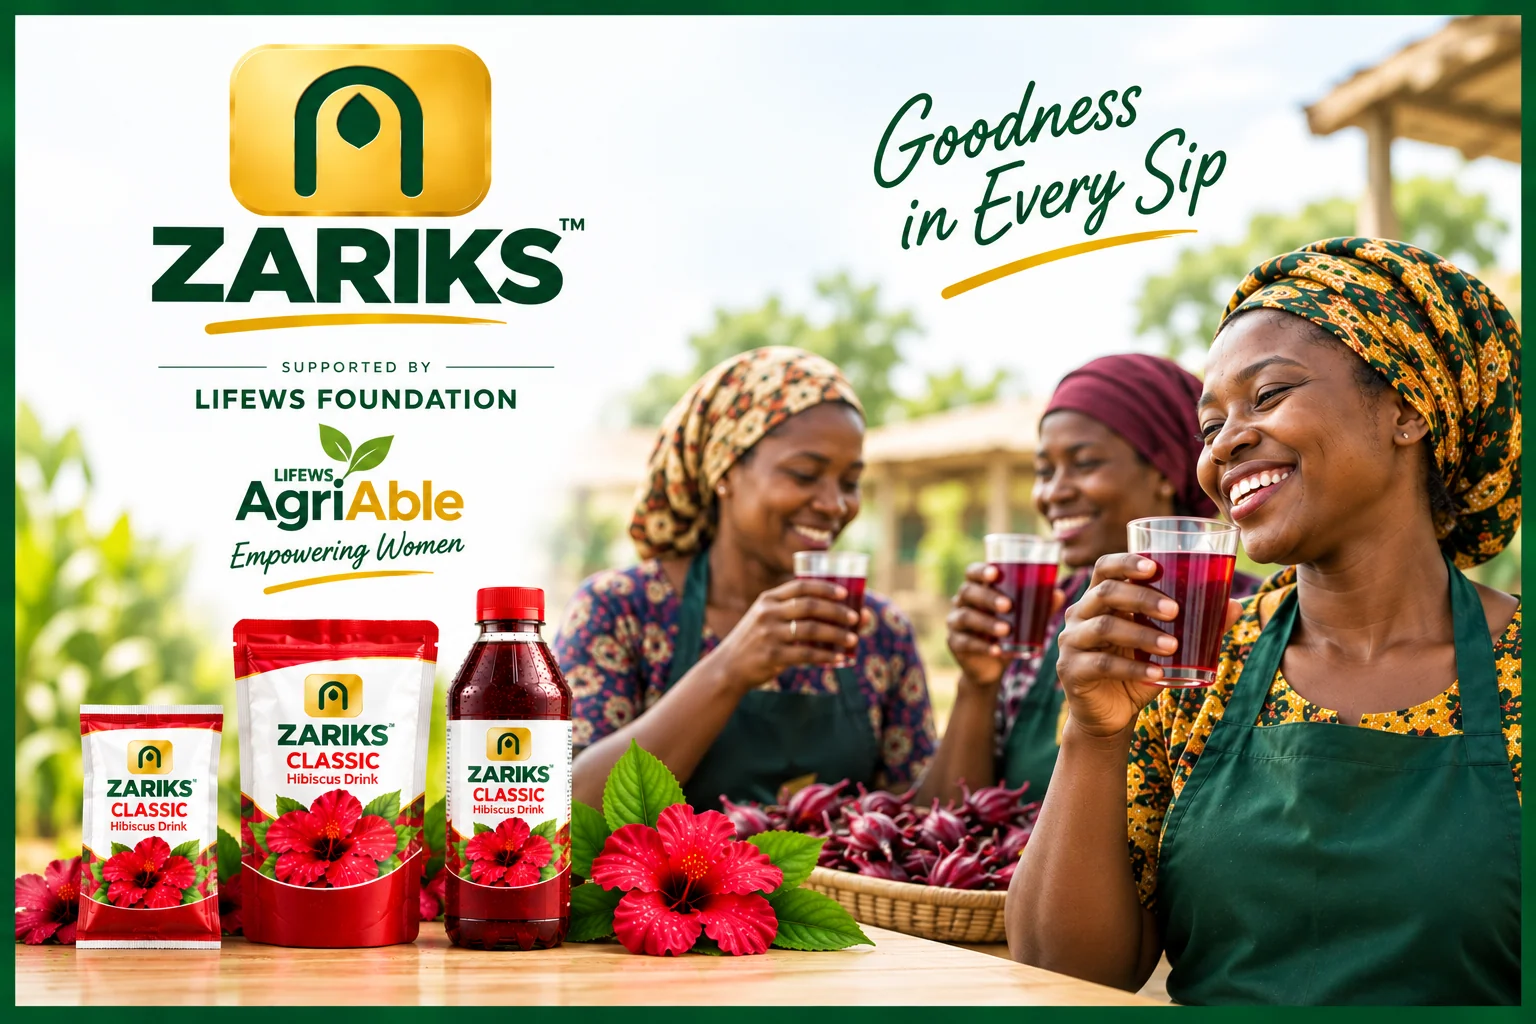 ZARIKS™
SUPPORTED BY
LIFEWS FOUNDATION
LIFEWS
AgriAble
Empowering Women
Goodness
in Every Sip
ZARIKS™
CLASSIC
Hibiscus Drink
ZARIKS™
CLASSIC
Hibiscus Drink
ZARIKS™
CLASSIC
Hibiscus Drink